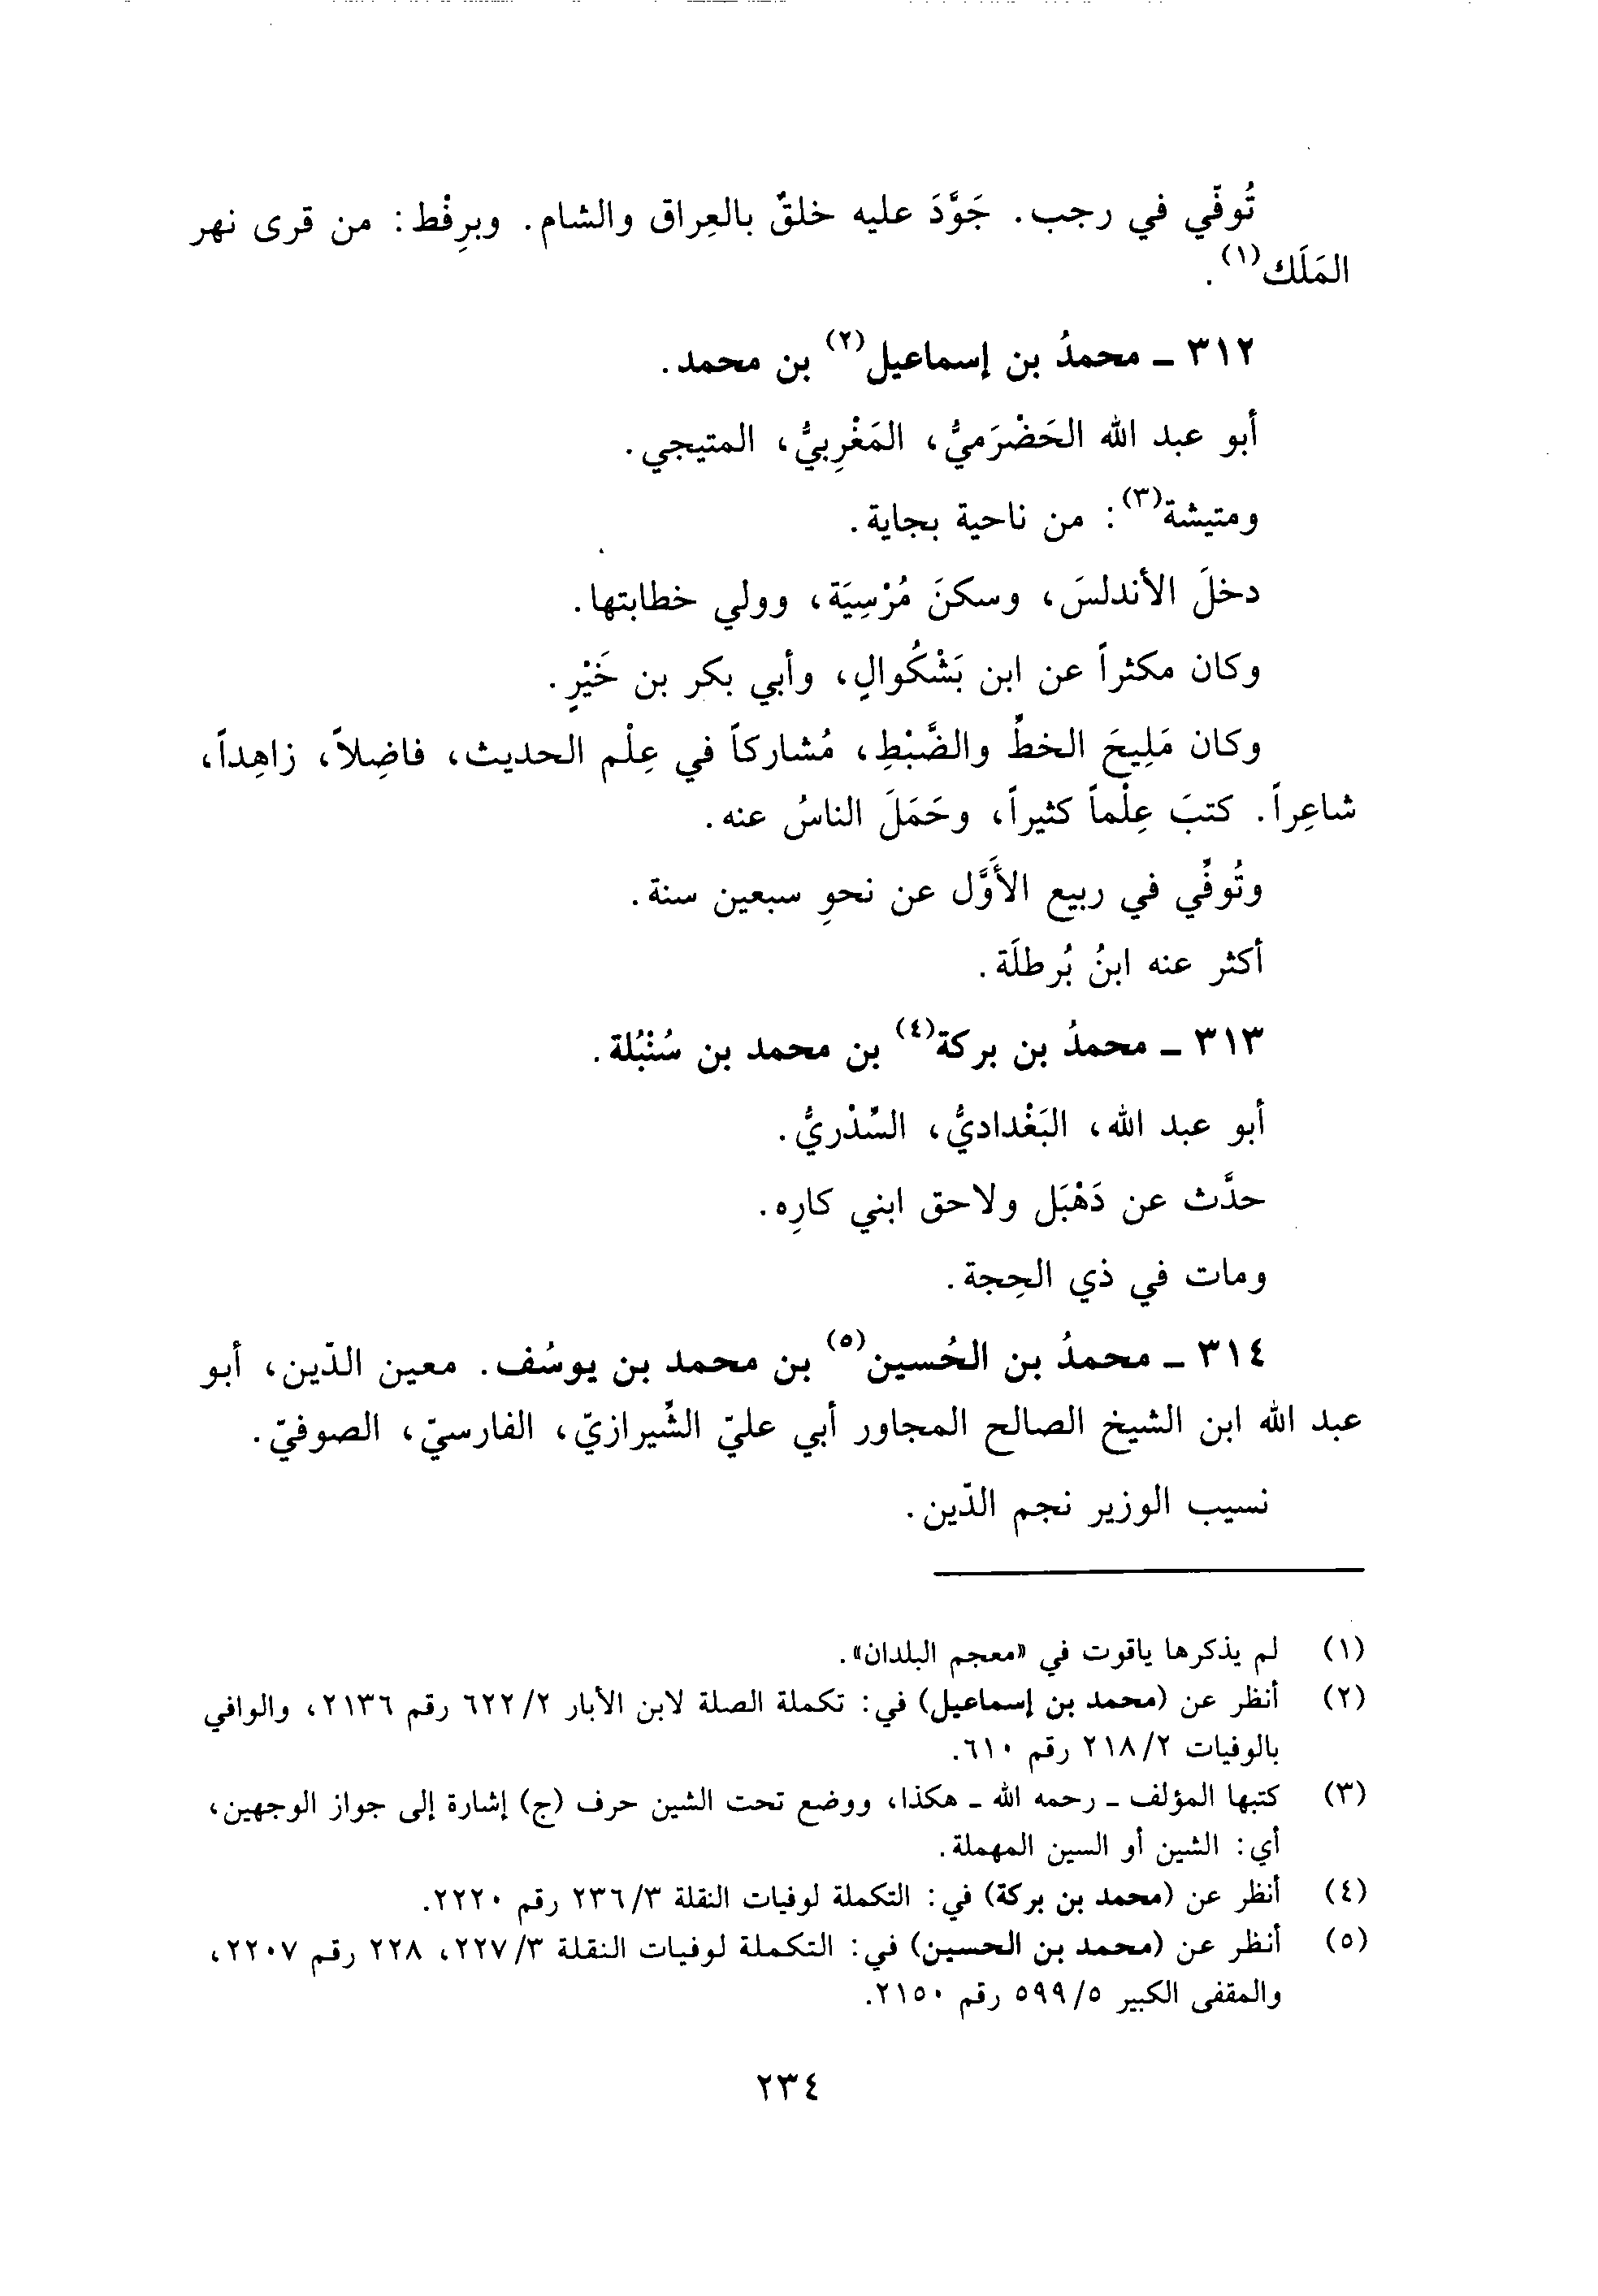 تُوفّي في رجب. جَوَّدَ عليه خلقٌ بالعِراق والشام. وبرِفْط: من قرى نهر
المَلَك(١).
٣١٢ ـ محمدُ بن إسماعيل(٢) بن محمد.
أبو عبد الله الحَضْرَميُّ، المَغْرِبيُّ، المتيجي.
ومتيشة(٣): من ناحية بجاية.
دخلَ الأندلسَ، وسكنَ مُرْسِيَة، وولي خطابتها.
وكان مكثراً عن ابن بَشْكُوالٍ، وأبي بكر بن خَيْرٍ.
وكان مَلِيحَ الخطِّ والضَّبْطِ، مُشاركاً في عِلْم الحديث، فاضِلاً، زاهِداً،
شاعِراً. كتبَ عِلْماً كثيراً، وحَمَلَ الناسُ عنه.
وتُوفِّي في ربيع الأَوَّل عن نحوِ سبعين سنة.
أكثر عنه ابنُ بُرطلَة.
٣١٣ ـ محمدُ بن بركة(٤) بن محمد بن سُنْبُلة.
أبو عبد الله، البَغْداديُّ، السِّدْريُّ.
حدَّث عن دَهْبَل ولاحق ابني كارِه.
ومات في ذي الحِجة.
٣١٤ ـ محمدُ بن الحُسين(٥) بن محمد بن يوسُف. معين الدّين، أبو
عبد الله ابن الشيخ الصالح المجاور أبي عليّ الشِّيرازيّ، الفارسيّ، الصوفيّ.
نسيب الوزير نجم الدّين.
(١) لم يذكرها ياقوت في «معجم البلدان».
(٢) أنظر عن (محمد بن إسماعيل) في: تكملة الصلة لابن الأبار ٢/ ٦٢٢ رقم ٢١٣٦، والوافي
بالوفيات ٢/ ٢١٨ رقم ٦١٠.
(٣) كتبها المؤلف ـ رحمه الله ـ هكذا، ووضع تحت الشين حرف (ج) إشارة إلى جواز الوجهين،
أي: الشين أو السين المهملة.
(٤) أنظر عن (محمد بن بركة) في: التكملة لوفيات النقلة ٣/ ٢٣٦ رقم ٢٢٢٠.
(٥) أنظر عن (محمد بن الحسين) في: التكملة لوفيات النقلة ٣/ ٢٢٧، ٢٢٨ رقم ٢٢٠٧،
والمقفى الكبير ٥/ ٥٩٩ رقم ٢١٥٠.
٢٣٤